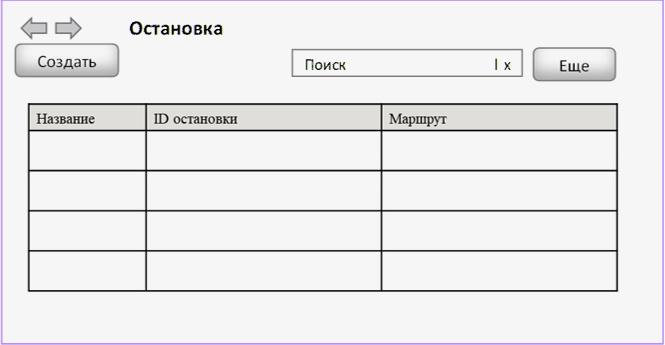 Остановка
Создать
Поиск | x
Еще
Название ID остановки Маршрут